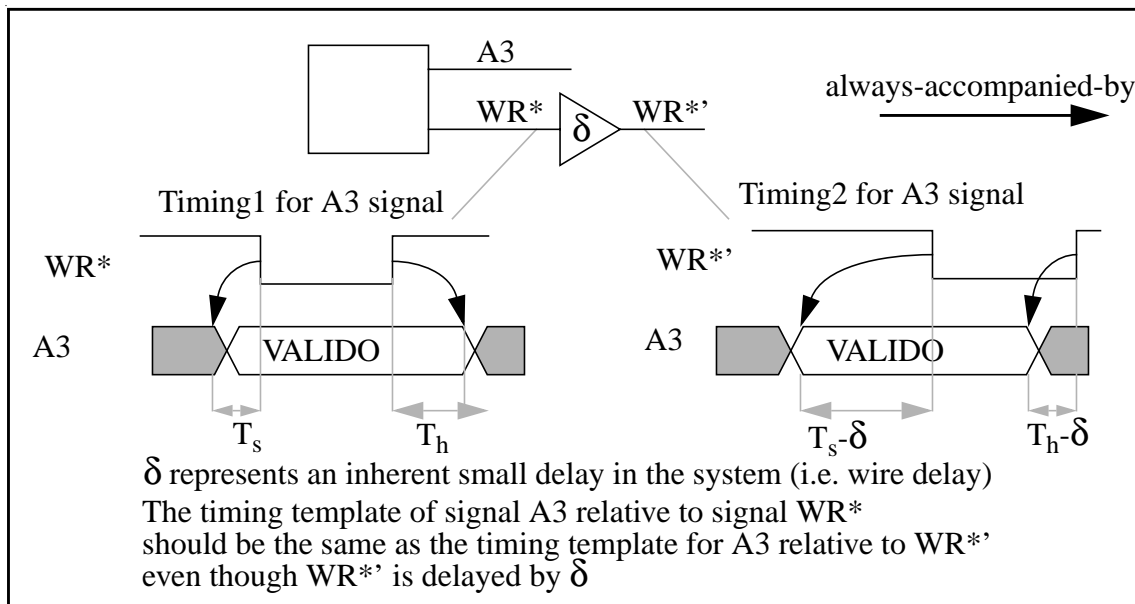 A3
always-accompanied-by
WR* δ WR*’
Timing1 for A3 signal
Timing2 for A3 signal
WR*
WR*’
A3 VALIDO
A3 VALIDO
Ts Th
Ts-δ Th-δ
δ represents an inherent small delay in the system (i.e. wire delay)
The timing template of signal A3 relative to signal WR*
should be the same as the timing template for A3 relative to WR*’
even though WR*’ is delayed by δ